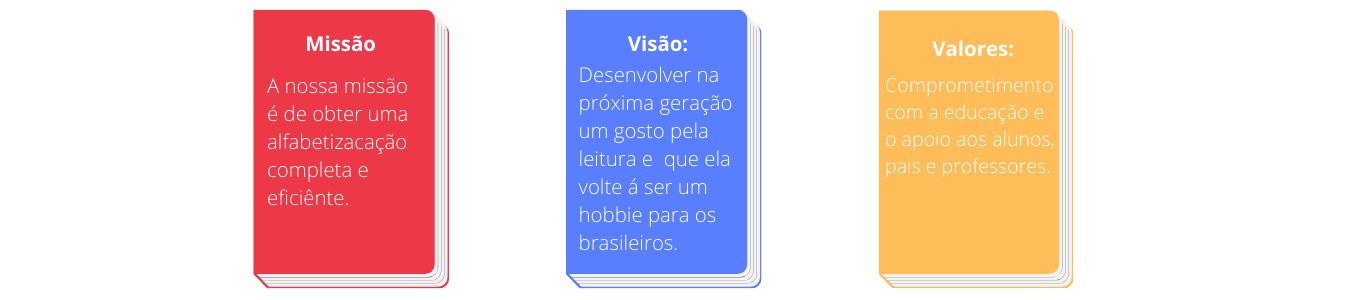 Missão
A nossa missão
é de obter uma
alfabetizacação
completa e
eficiênte.
Visão:
Desenvolver na
próxima geração
um gosto pela
leitura e  que ela
volte á ser um
hobbie para os
brasileiros.
Valores:
Comprometimento
com a educação e
o apoio aos alunos,
pais e professores.